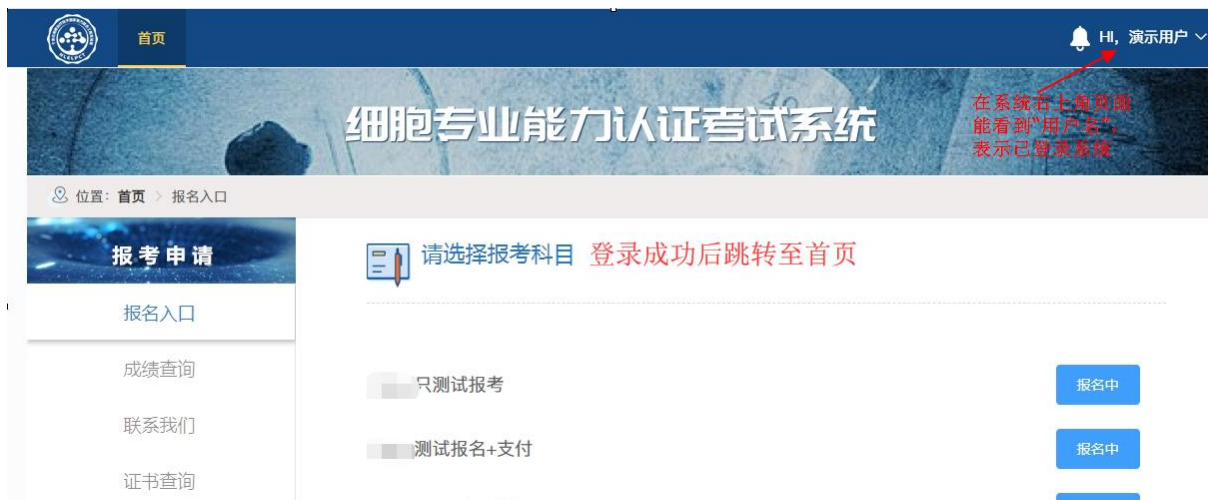 首页
HI，演示用户
细胞专业能力认证考试系统
在系统右上角页面
能看到“用户名”，
表示已登录系统
位置：首页 > 报名入口
报考申请
请选择报考科目 登录成功后跳转至首页
报名入口
成绩查询
只测试报考 报名中
联系我们
测试报名+支付 报名中
证书查询